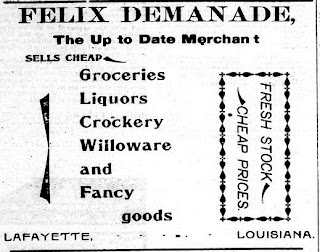 FELIX DEMANADE,
The Up to Date Merchant
SELLS CHEAP
Groceries
Liquors
Crockery
Willoware
and
Fancy
goods
FRESH STOCK
CHEAP PRICES
LAFAYETTE, - - - - - LOUISIANA.